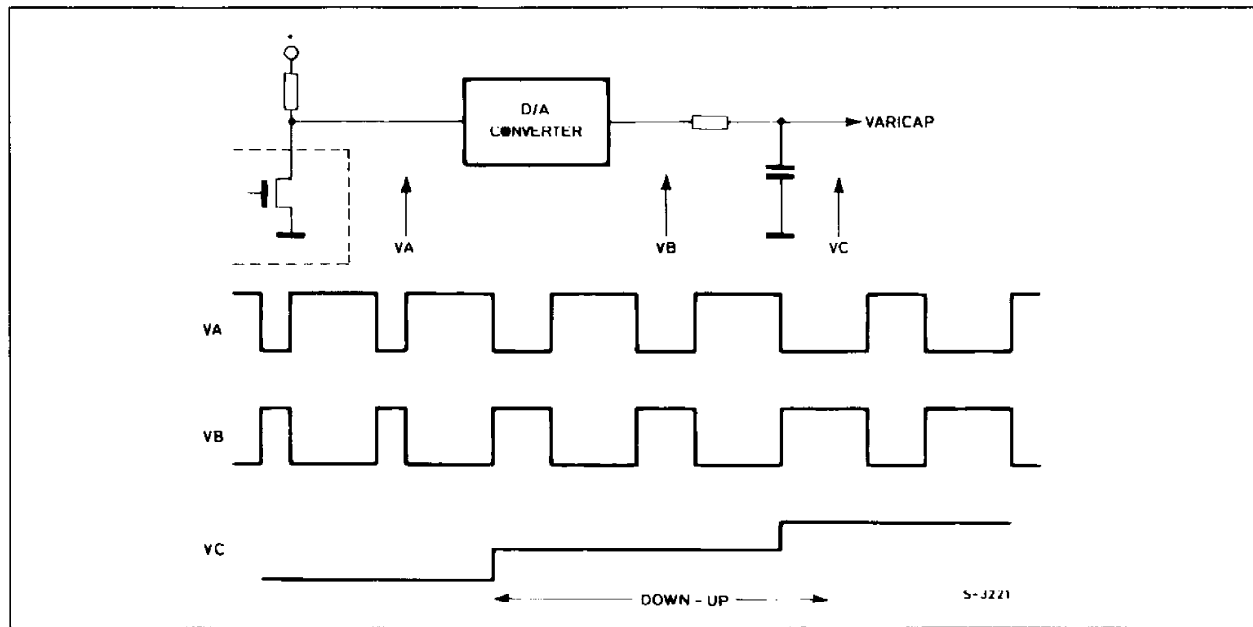 D/A
CONVERTER
VARICAP
VA
VB
VC
VA
VB
VC
DOWN - UP
S-3221